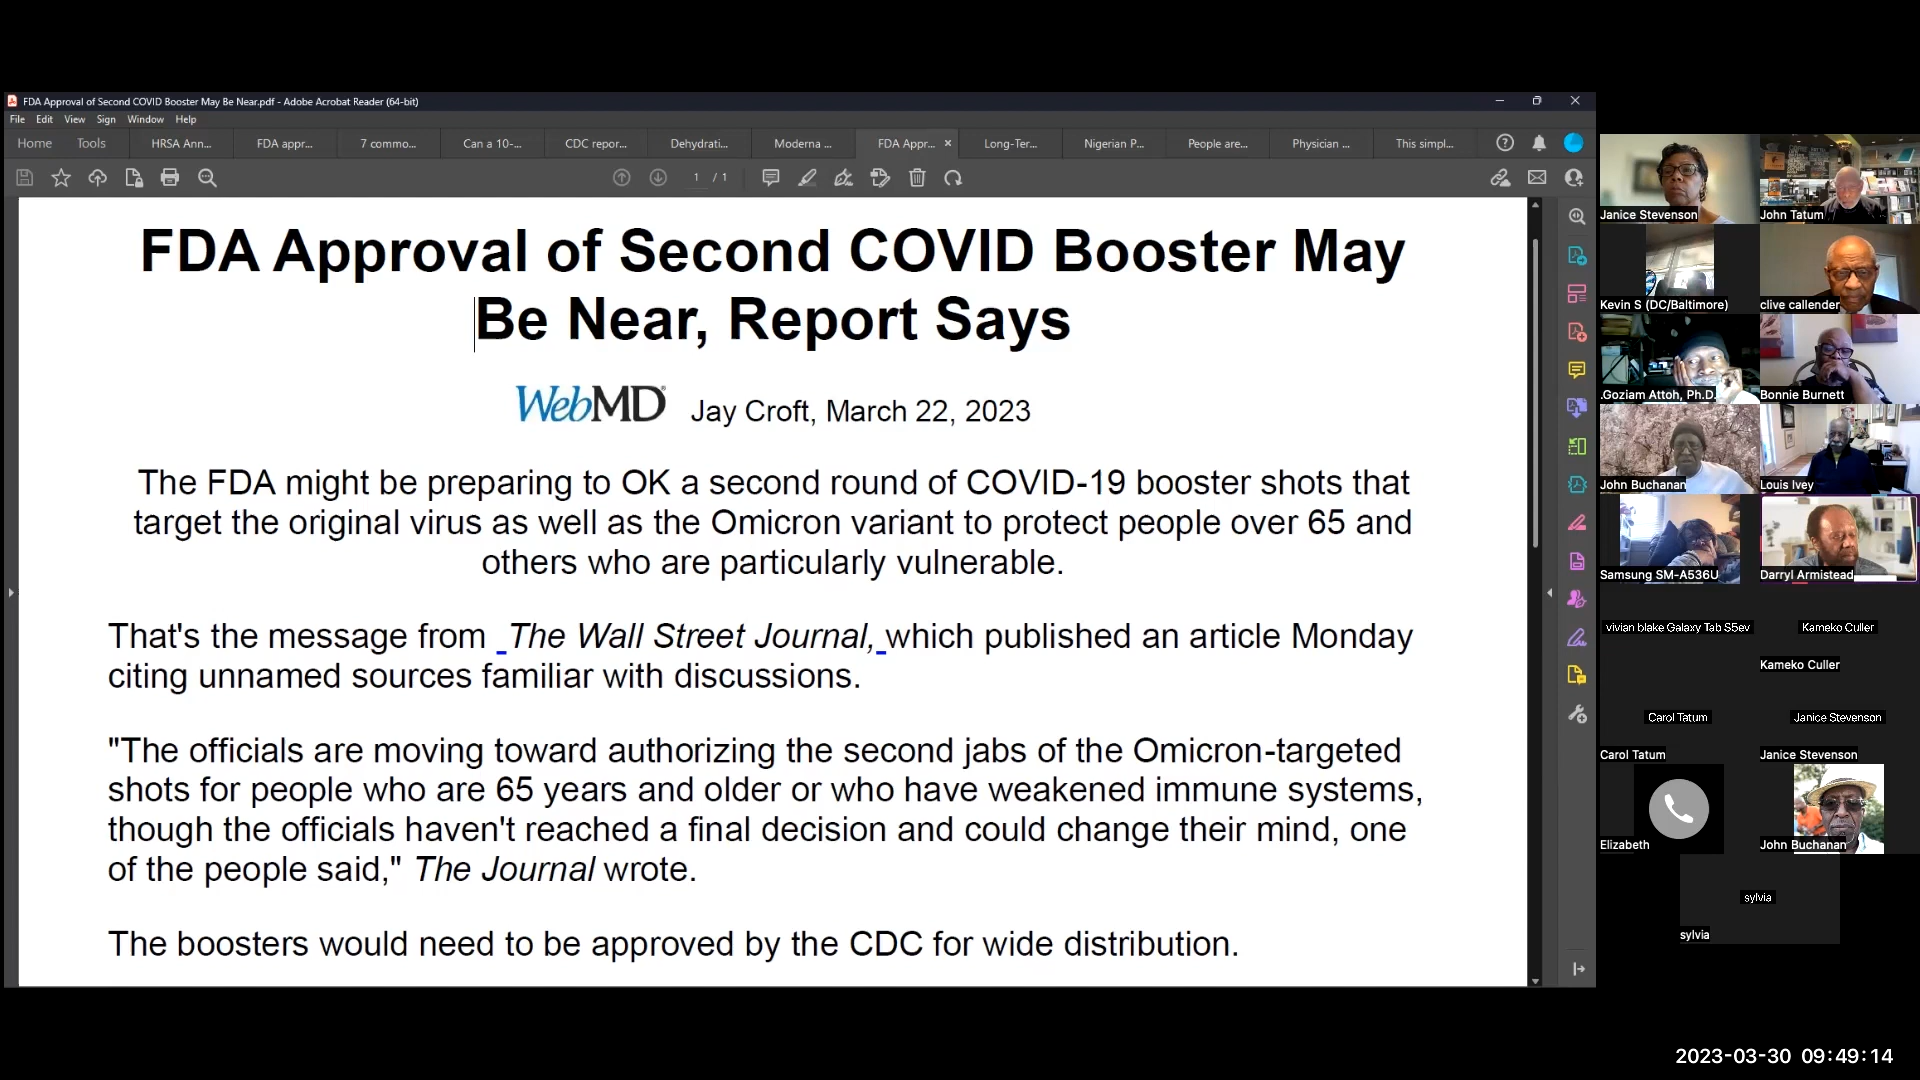 FDA Approval of Second COVID Booster May Be Near.pdf - Adobe Acrobat Reader (64-bit)
File Edit View Sign Window Help
Home Tools HRSA Ann... FDA appr... 7 commo... Can a 10-... CDC repor... Dehydrati... Moderna ... FDA Appr... Long-Ter... Nigerian P... People are... Physician ... This simpl...
1 / 1
FDA Approval of Second COVID Booster May
Be Near, Report Says
WebMD Jay Croft, March 22, 2023
The FDA might be preparing to OK a second round of COVID-19 booster shots that
target the original virus as well as the Omicron variant to protect people over 65 and
others who are particularly vulnerable.
That's the message from The Wall Street Journal, which published an article Monday
citing unnamed sources familiar with discussions.
"The officials are moving toward authorizing the second jabs of the Omicron-targeted
shots for people who are 65 years and older or who have weakened immune systems,
though the officials haven't reached a final decision and could change their mind, one
of the people said," The Journal wrote.
The boosters would need to be approved by the CDC for wide distribution.
Janice Stevenson
John Tatum
Kevin S (DC/Baltimore)
clive callender
.Goziam Attoh, Ph.D.
Bonnie Burnett
John Buchanan
Louis Ivey
Samsung SM-A536U
Darryl Armistead
vivian blake Galaxy Tab S5ev
Kameko Culler
Kameko Culler
Carol Tatum
Janice Stevenson
Carol Tatum
Janice Stevenson
Elizabeth
John Buchanan
sylvia
sylvia
2023-03-30 09:49:14